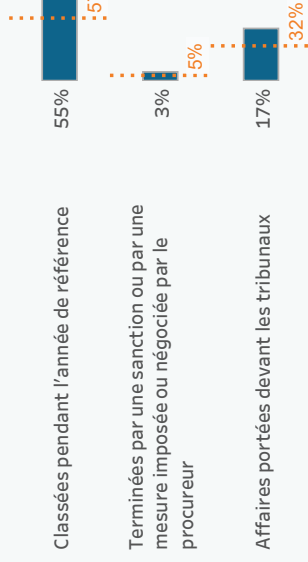 Classées pendant l'année de référence
55%
Terminées par une sanction ou par une
mesure imposée ou négociée par le
procureur
3%
5%
Affaires portées devant les tribunaux
17%
32%